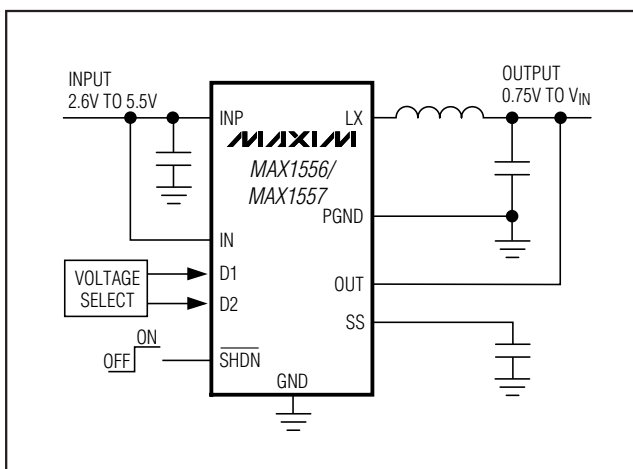 INPUT
2.6V TO 5.5V
OUTPUT
0.75V TO VIN
INP
LX
MAXIM
MAX1556/
MAX1557
PGND
IN
D1
VOLTAGE
SELECT
D2
OUT
SS
ON
OFF
SHDN
GND